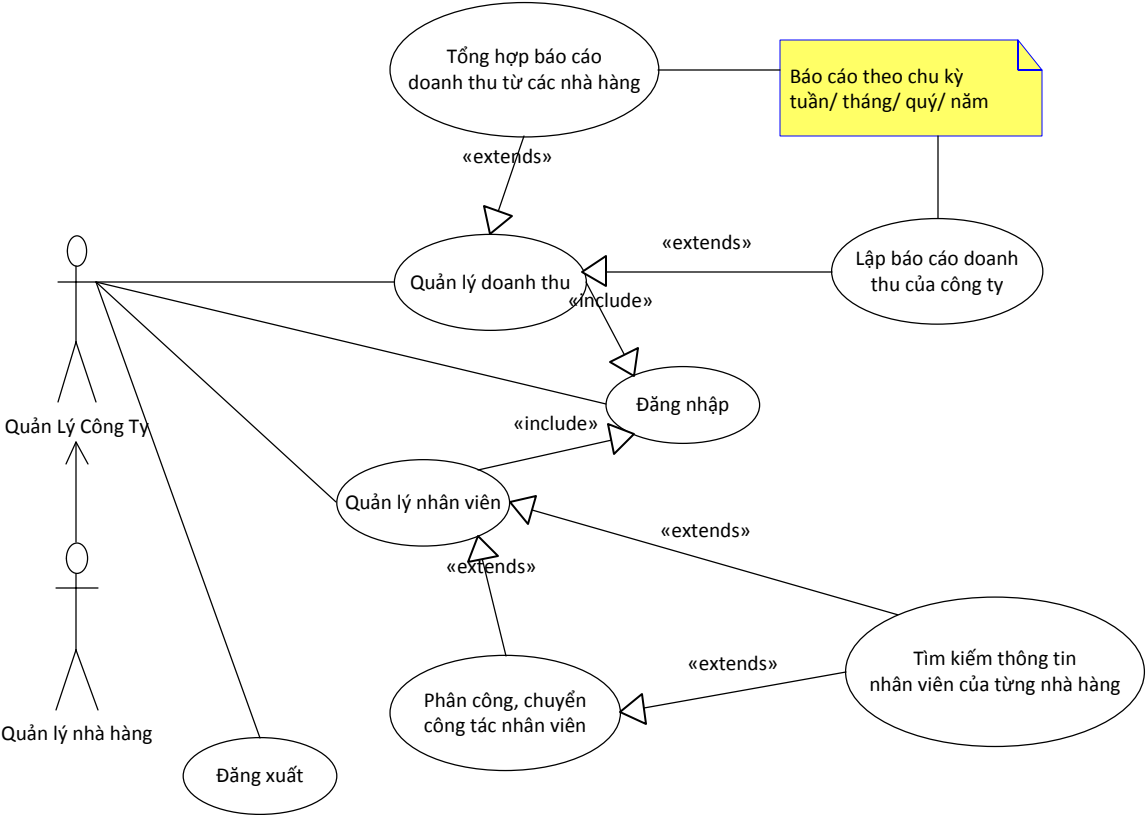 Tổng hợp báo cáo
doanh thu từ các nhà hàng
Báo cáo theo chu kỳ
tuần/ tháng/ quý/ năm
«extends»
«extends»
Lập báo cáo doanh
thu của công ty
Quản lý doanh thu
«include»
Đăng nhập
Quản Lý Công Ty
«include»
Quản lý nhân viên
«extends»
«extends»
Tìm kiếm thông tin
nhân viên của từng nhà hàng
«extends»
Phân công, chuyển
công tác nhân viên
Quản lý nhà hàng
Đăng xuất